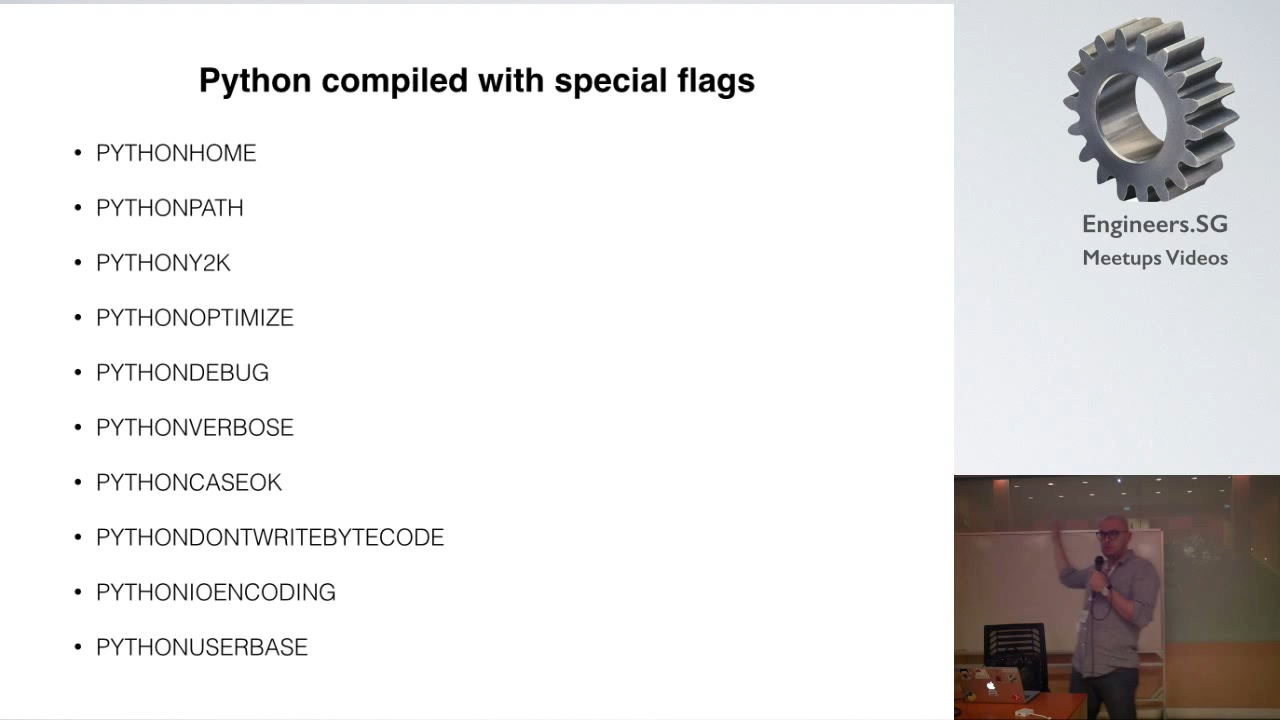 Python compiled with special flags
• PYTHONHOME
• PYTHONPATH
• PYTHONY2K
• PYTHONOPTIMIZE
• PYTHONDEBUG
• PYTHONVERBOSE
• PYTHONCASEOK
• PYTHONDONTWRITEBYTECODE
• PYTHONIOENCODING
• PYTHONUSERBASE
Engineers.SG
Meetups Videos